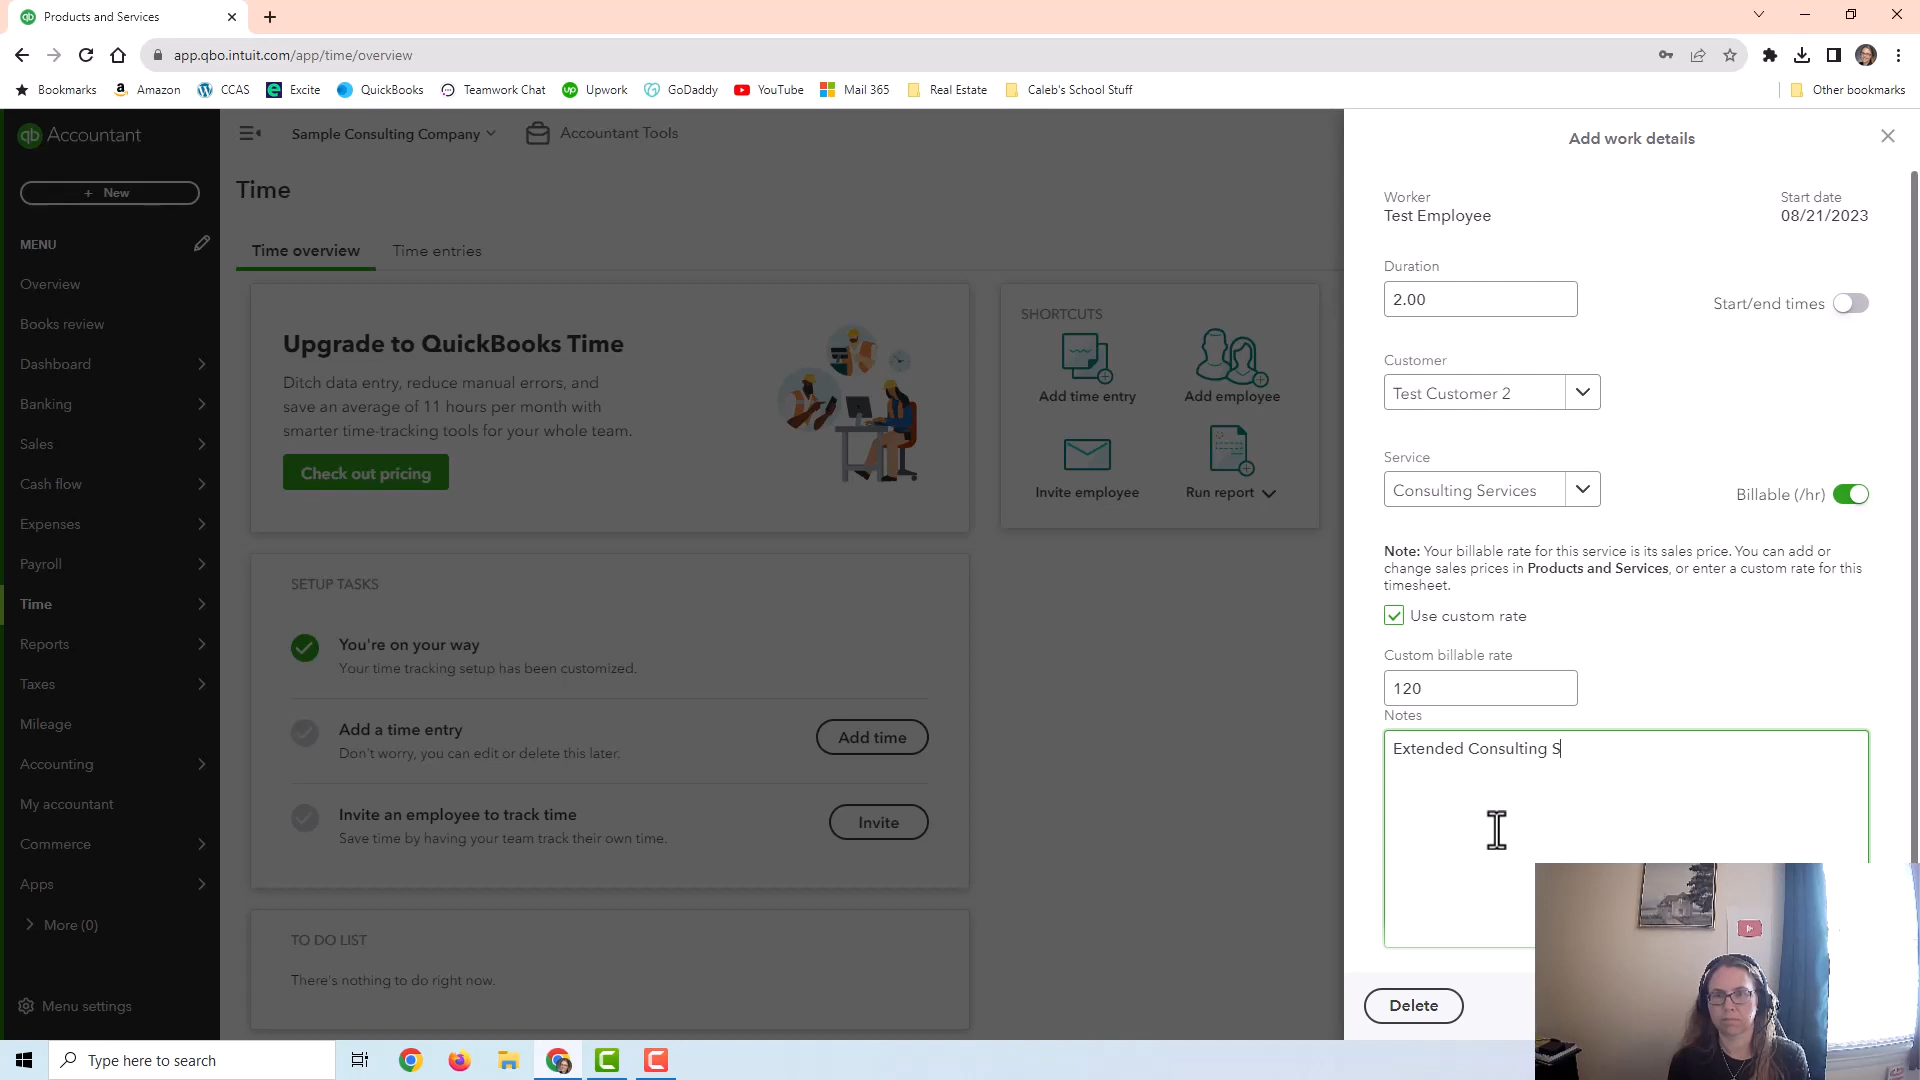 Products and Services
app.qbo.intuit.com/app/time/overview
Bookmarks
Amazon
CCAS
Excite
QuickBooks
Teamwork Chat
Upwork
GoDaddy
YouTube
Mail 365
Real Estate
Caleb's School Stuff
Other bookmarks
qb Accountant
+ New
MENU
Overview
Books review
Dashboard
Banking
Sales
Cash flow
Expenses
Payroll
Time
Reports
Taxes
Mileage
Accounting
My accountant
Commerce
Apps
More (0)
Menu settings
Sample Consulting Company
Accountant Tools
Time
Time overview
Time entries
Upgrade to QuickBooks Time
Ditch data entry, reduce manual errors, and
save an average of 11 hours per month with
smarter time-tracking tools for your whole team.
Check out pricing
SHORTCUTS
Add time entry
Add employee
Invite employee
Run report
SETUP TASKS
You're on your way
Your time tracking setup has been customized.
Add a time entry
Don't worry, you can edit or delete this later.
Add time
Invite an employee to track time
Save time by having your team track their own time.
Invite
TO DO LIST
There's nothing to do right now.
Add work details
Worker
Test Employee
Start date
08/21/2023
Duration
2.00
Start/end times
Customer
Test Customer 2
Service
Consulting Services
Billable (/hr)
Note: Your billable rate for this service is its sales price. You can add or
change sales prices in Products and Services, or enter a custom rate for this
timesheet.
Use custom rate
Custom billable rate
120
Notes
Extended Consulting S
Delete
Type here to search